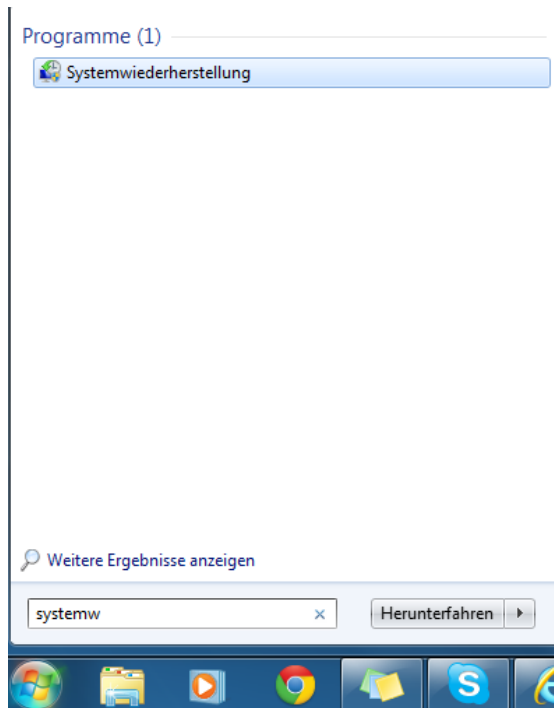 Programme (1)
Systemwiederherstellung
Weitere Ergebnisse anzeigen
systemw
Herunterfahren